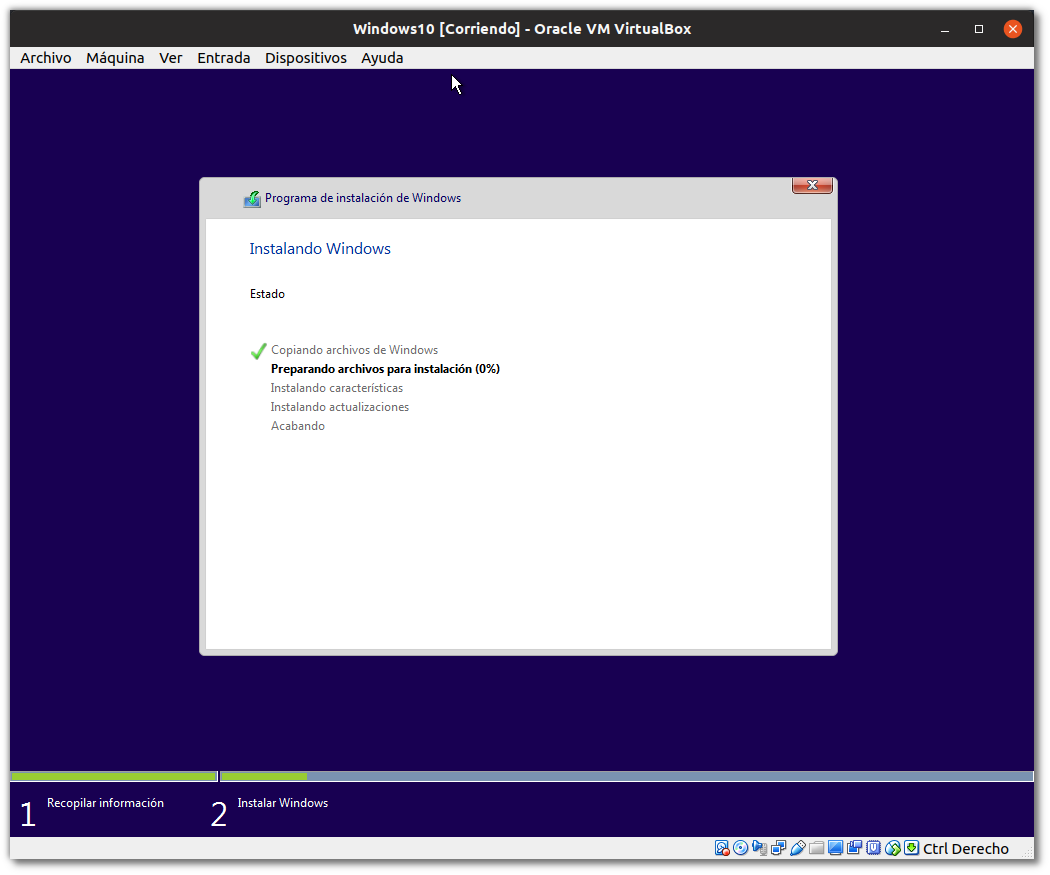 Windows10 [Corriendo] - Oracle VM VirtualBox
Archivo Máquina Ver Entrada Dispositivos Ayuda
Programa de instalación de Windows
Instalando Windows
Estado
Copiando archivos de Windows
Preparando archivos para instalación (0%)
Instalando características
Instalando actualizaciones
Acabando
1 Recopilar información 2 Instalar Windows
Ctrl Derecho